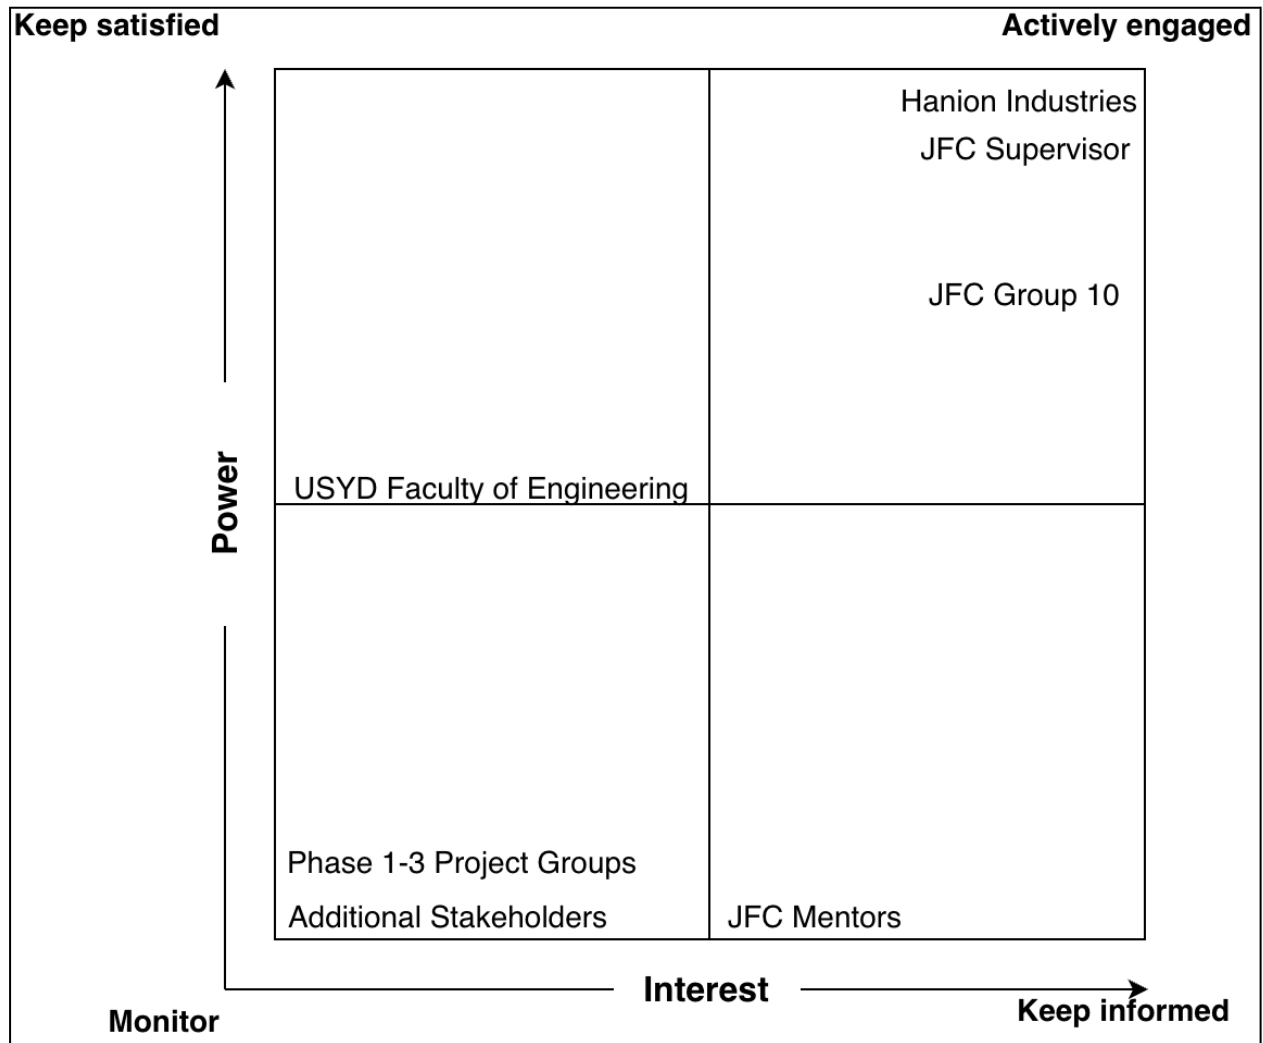 Keep satisfied
Actively engaged
Hanion Industries
JFC Supervisor
JFC Group 10
Power
USYD Faculty of Engineering
Phase 1-3 Project Groups
Additional Stakeholders
JFC Mentors
Interest
Keep informed
Monitor